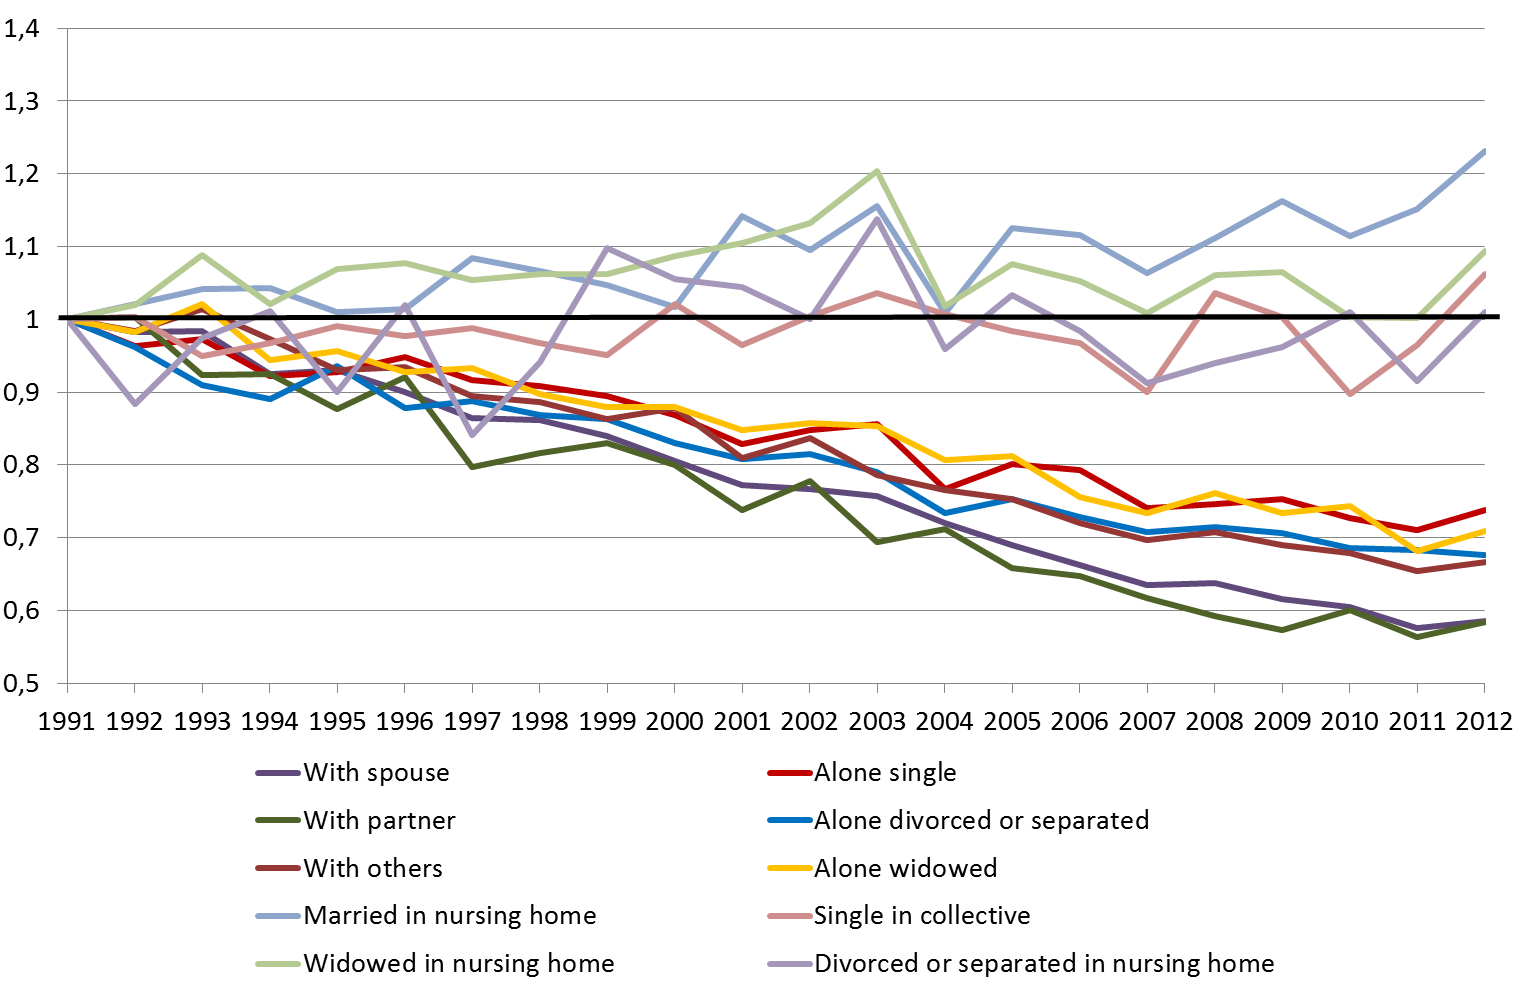 1,4
1,3
1,2
1,1
1
0,9
0,8
0,7
0,6
0,5
1991 1992 1993 1994 1995 1996 1997 1998 1999 2000 2001 2002 2003 2004 2005 2006 2007 2008 2009 2010 2011 2012
With spouse Alone single
With partner Alone divorced or separated
With others Alone widowed
Married in nursing home Single in collective
Widowed in nursing home Divorced or separated in nursing home